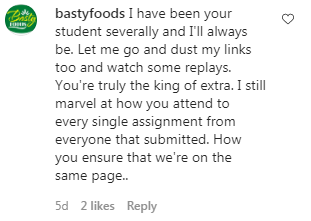 Basty
FOODS
bastyfoods I have been your
student severally and I'll always
be. Let me go and dust my links
too and watch some replays.
You're truly the king of extra. I still
marvel at how you attend to
every single assignment from
everyone that submitted. How
you ensure that we're on the
same page..
5d 2 likes Reply